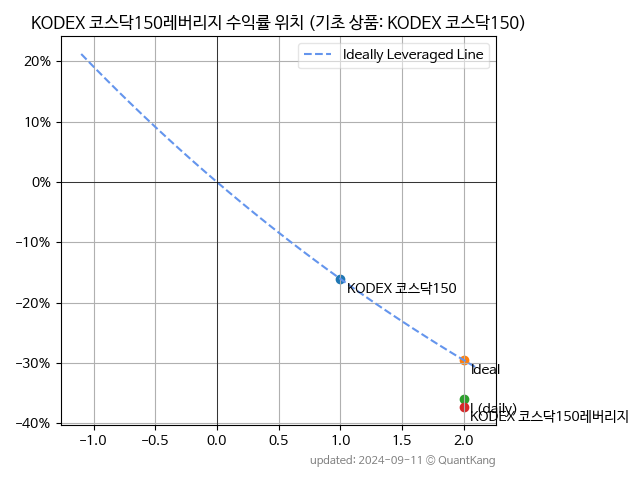 KODEX 코스닥150레버리지 수익률 위치 (기초 상품: KODEX 코스닥150)
Ideally Leveraged Line
20%
10%
0%
−10%
−20%
−30%
−40%
KODEX 코스닥150
Ideal
(daily)
KODEX 코스닥150레버리지
−1.0
−0.5
0.0
0.5
1.0
1.5
2.0
updated: 2024-09-11 © QuantKang